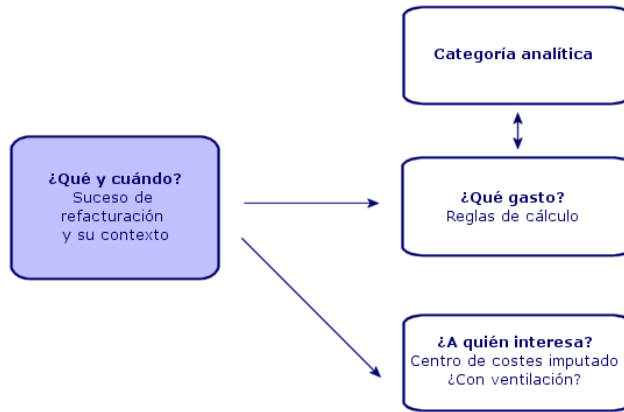 Categoría analítica
¿Qué y cuándo?
Suceso de
refacturación
y su contexto
¿Qué gasto?
Reglas de cálculo
¿A quién interesa?
Centro de costes imputado
¿Con ventilación?